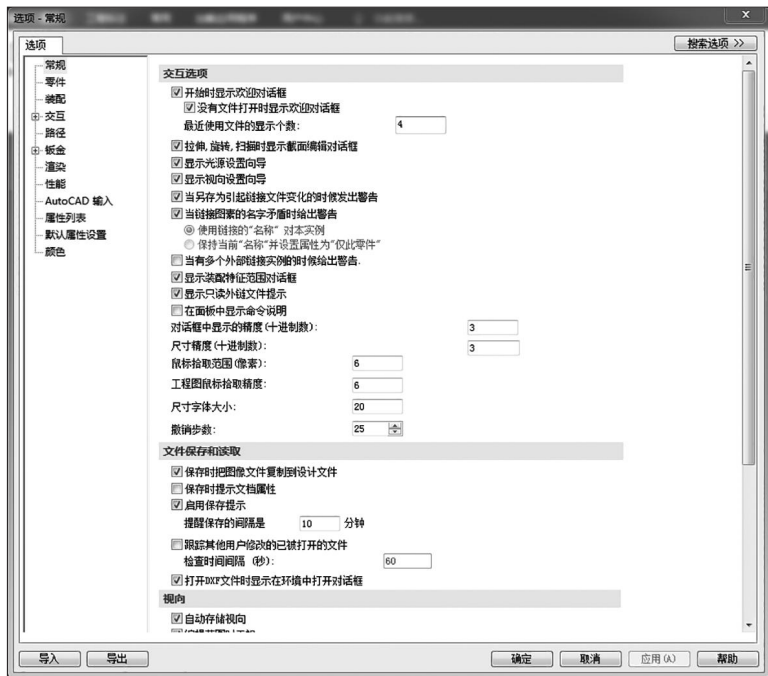 选项 - 常规
选项
搜索选项 >>
常规
零件
装配
交互
路径
钣金
渲染
性能
AutoCAD 输入
属性列表
默认属性设置
颜色
交互选项
开始时显示欢迎对话框
没有文件打开时显示欢迎对话框
最近使用文件的显示个数: 4
拉伸, 旋转, 扫描时显示截面编辑对话框
显示光源设置向导
显示视向设置向导
当另存为引起链接文件变化的时候发出警告
当链接图素的名字矛盾时给出警告
使用链接的"名称" 对本实例
保持当前"名称"并设置属性为"仅此零件"
当有多个外部链接实例的时候给出警告.
显示装配特征范围对话框
显示只读外链文件提示
在面板中显示命令说明
对话框中显示的精度(十进制数): 3
尺寸精度(十进制数): 3
鼠标拾取范围(像素): 6
工程图鼠标拾取精度: 6
尺寸字体大小: 20
撤销步数: 25
文件保存和读取
保存时把图像文件复制到设计文件
保存时提示文档属性
启用保存提示
提醒保存的间隔是 10 分钟
跟踪其他用户修改的已被打开的文件
检查时间间隔 (秒): 60
打开DXF文件时显示在环境中打开对话框
视向
自动存储视向
导入
导出
确定
取消
应用(A)
帮助